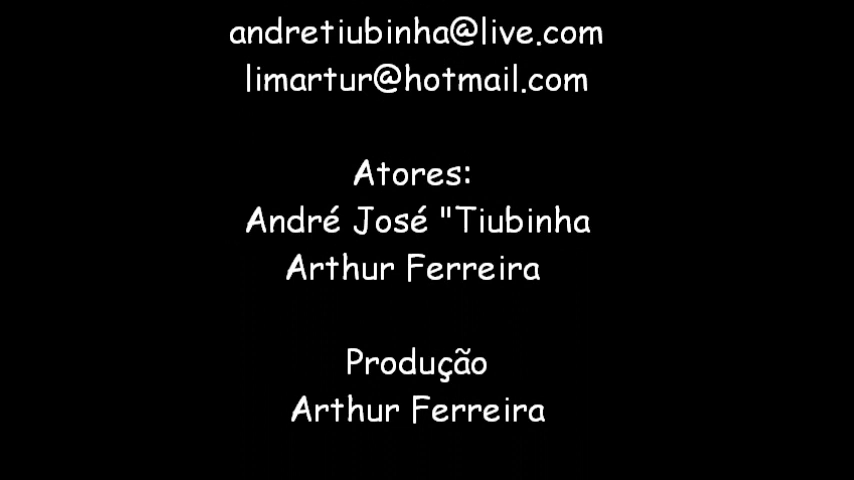 andretiubinha@live.com
limartur@hotmail.com
Atores:
André José "Tiubinha
Arthur Ferreira
Produção
Arthur Ferreira